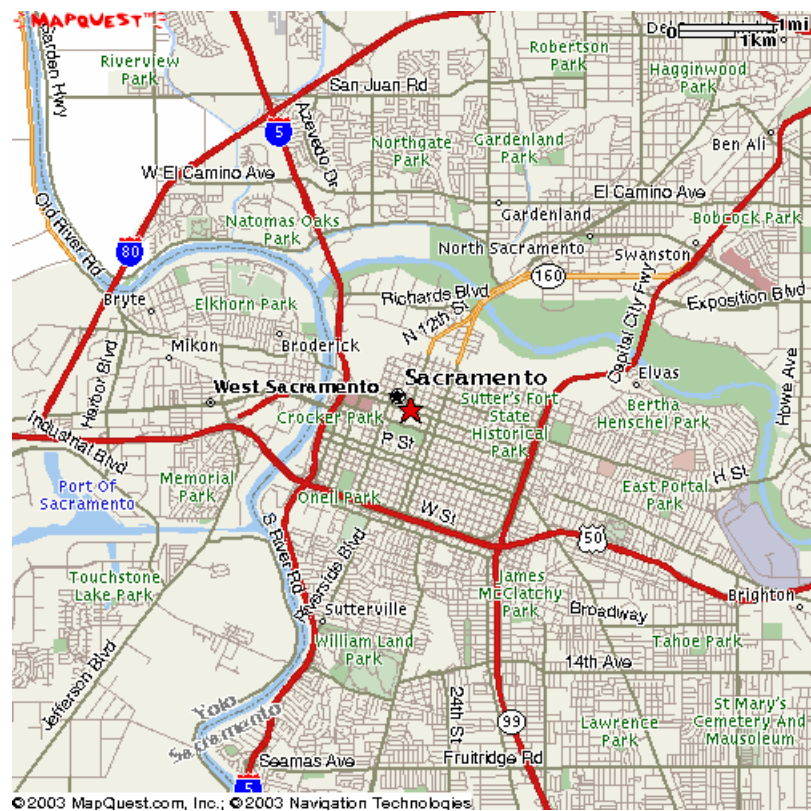 MAPQUEST
0 1mi
1km
Garden Hwy
Riverview
Park
San Juan Rd
Robertson
Park
Hagginwood
Park
5
Azevedo Dr
Northgate
Park
Gardenland
Park
Ben Ali
W El Camino Ave
El Camino Ave
Old River Rd
Natomas Oaks
Park
Gardenland
Bobcock Park
80
North Sacramento
Swanston
160
Bryte
Elkhorn Park
Richards Blvd
Exposition Blvd
N 12th St
Capital City Fwy
Mikon
Broderick
Harbor Blvd
Elvas
Howe Ave
West Sacramento
Sacramento
Crocker Park
Sutter's Fort
State
Historical
Park
Bertha
Henschel Park
Industrial Blvd
P St
Port Of
Sacramento
Memorial
Park
Oneil Park
East Portal
Park
H St
W St
S River Rd
50
Riverside Blvd
Touchstone
Lake Park
James
McClatchy
Park
Brighton
Sutterville
Broadway
William Land
Park
Tahoe Park
14th Ave
Jefferson Blvd
24th St
Yolo
Sacramento
99
Lawrence
Park
St Mary's
Cemetery And
Mausoleum
Seamas Ave
Fruitridge Rd
5
©2003 MapQuest.com, Inc.; ©2003 Navigation Technologies